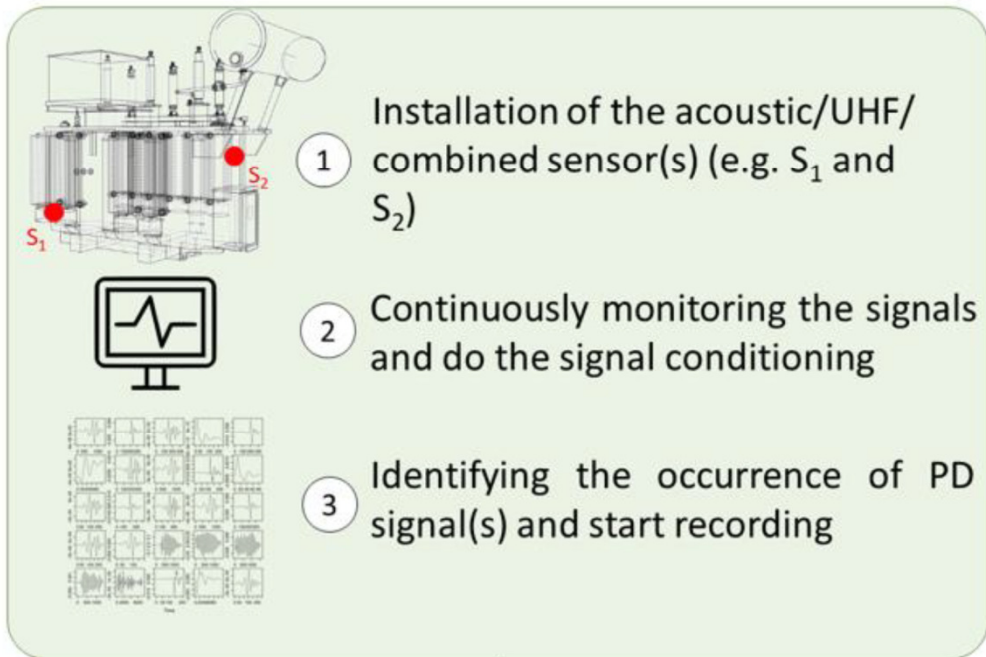 1
Installation of the acoustic/UHF/
combined sensor(s) (e.g. S₁ and
S₂)
S₂
S₁
2
Continuously monitoring the signals
and do the signal conditioning
3
Identifying the occurrence of PD
signal(s) and start recording
Time